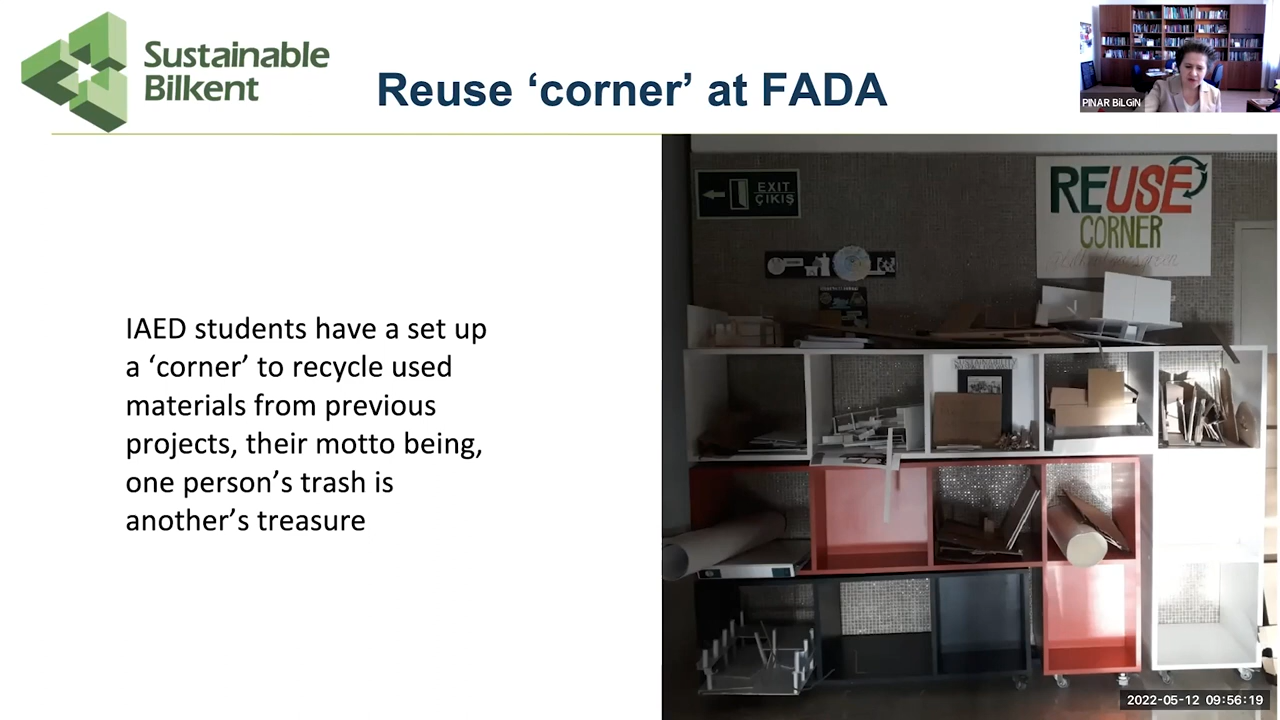 Sustainable
Bilkent
Reuse ‘corner’ at FADA
PINAR BiLGiN
IAED students have a set up
a ‘corner’ to recycle used
materials from previous
projects, their motto being,
one person’s trash is
another’s treasure
EXIT
ÇIKIŞ
REUSE
CORNER
SUSTAINABILITY
2022-05-12 09:56:19